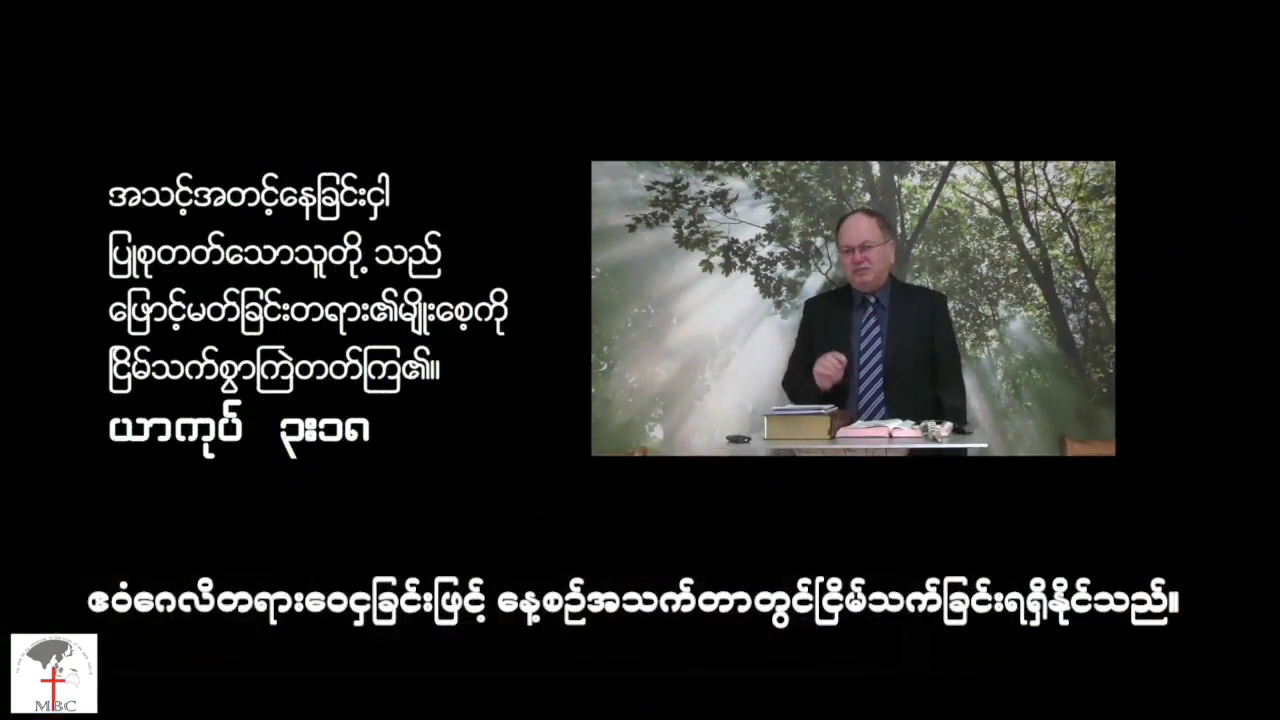 အသင့်အတင့်နေခြင်းငှါ
ပြုစုတတ်သောသူတို့ သည်
ဖြောင့်မတ်ခြင်းတရား၏မျိုးစေ့ကို
ငြိမ်သက်စွာကြဲတတ်ကြ၏။
ယာကုပ် ၃း၁၈
ဧဝံဂေလိတရားဝေငှခြင်းဖြင့် နေ့စဉ်အသက်တာတွင်ငြိမ်သက်ခြင်းရရှိနိုင်သည်။
MBC